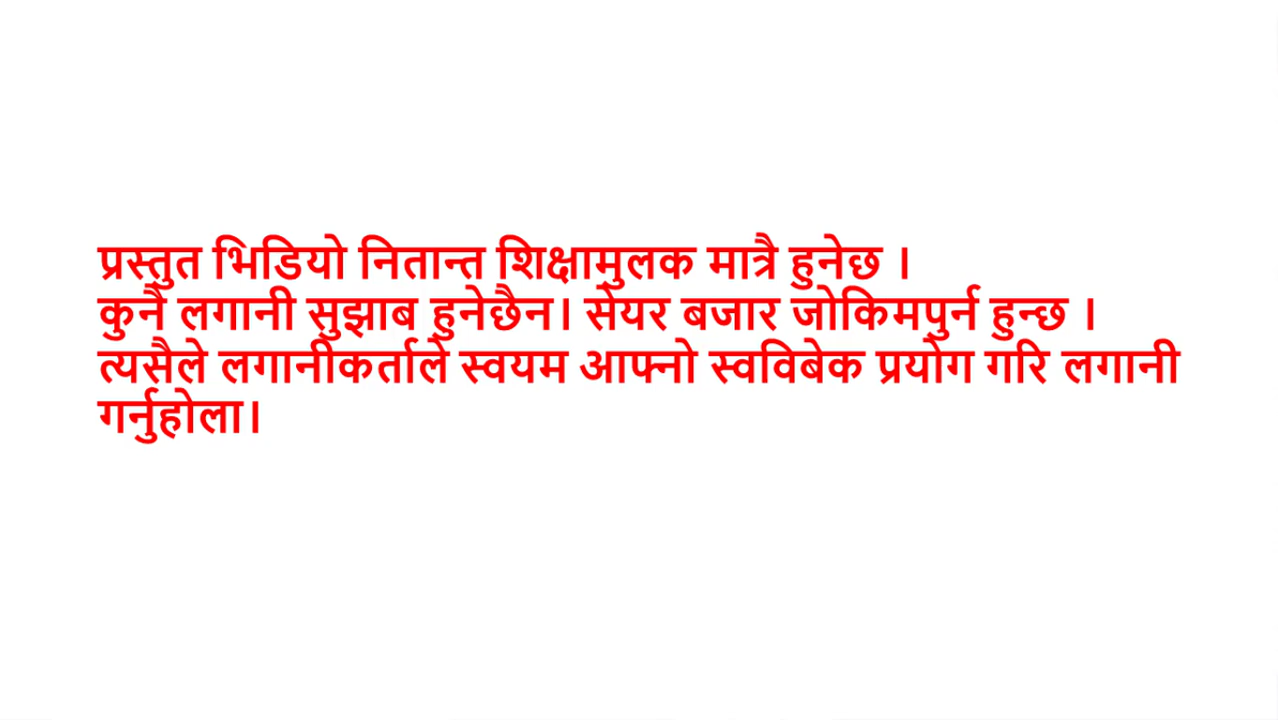 प्रस्तुत भिडियो नितान्त शिक्षामुलक मात्रै हुनेछ ।
कुनै लगानी सुझाब हुनेछैन। सेयर बजार जोकिमपुर्न हुन्छ ।
त्यसैले लगानीकर्ताले स्वयम आफ्नो स्वविबेक प्रयोग गरि लगानी
गर्नुहोला।